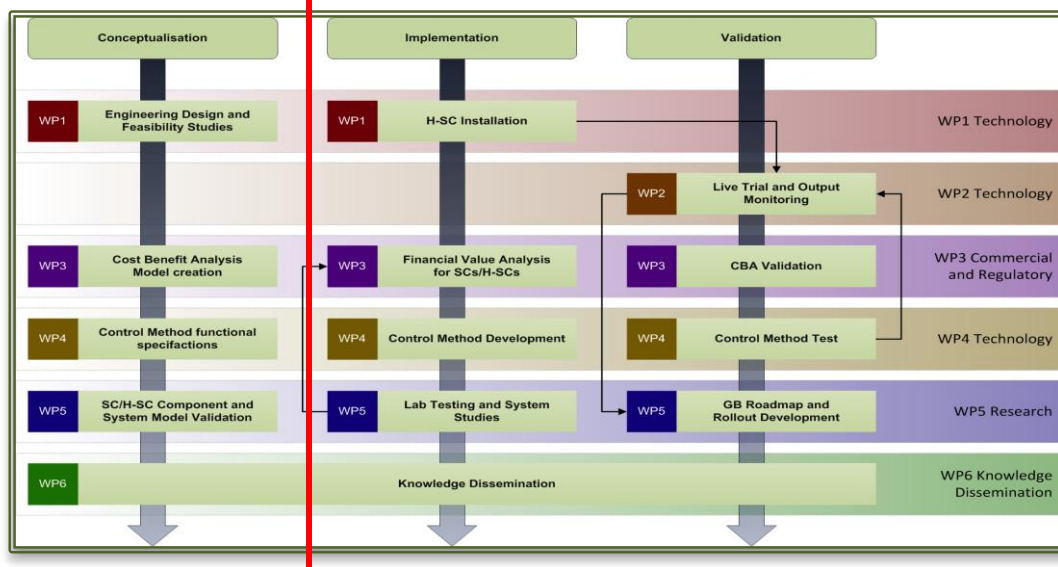 Conceptualisation
Implementation
Validation
WP1
Engineering Design and
Feasibility Studies
WP1
H-SC Installation
WP1 Technology
WP2
Live Trial and Output
Monitoring
WP2 Technology
WP3
Cost Benefit Analysis
Model creation
WP3
Financial Value Analysis
for SCs/H-SCs
WP3
CBA Validation
WP3 Commercial
and Regulatory
WP4
Control Method functional
specifactions
WP4
Control Method Development
WP4
Control Method Test
WP4 Technology
WP5
SC/H-SC Component and
System Model Validation
WP5
Lab Testing and System
Studies
WP5
GB Roadmap and
Rollout Development
WP5 Research
WP6
Knowledge Dissemination
WP6 Knowledge
Dissemination